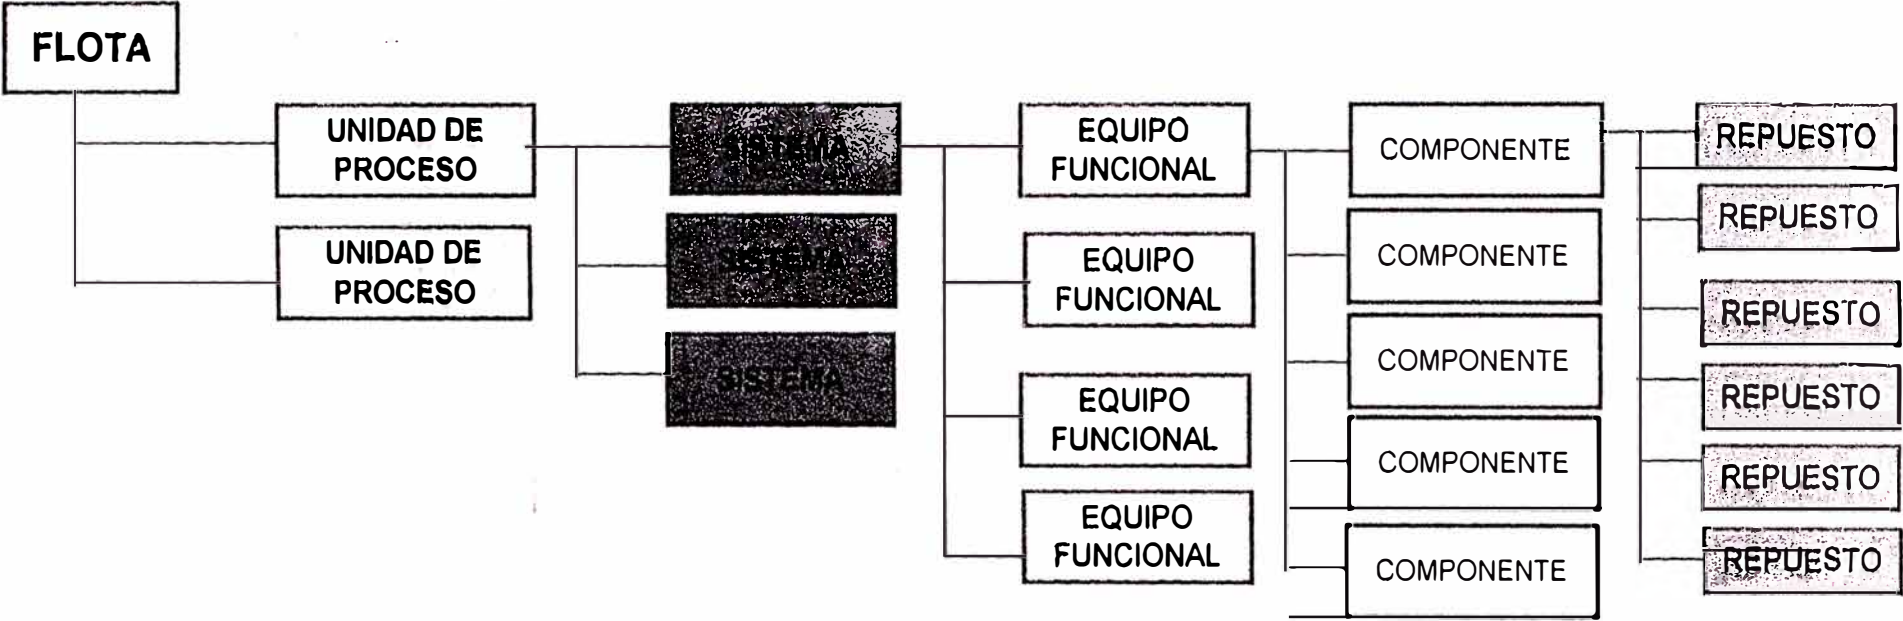 FLOTA
UNIDAD DE
PROCESO
UNIDAD DE
PROCESO
SISTEMA
SISTEMA
SISTEMA
EQUIPO
FUNCIONAL
EQUIPO
FUNCIONAL
EQUIPO
FUNCIONAL
EQUIPO
FUNCIONAL
COMPONENTE
COMPONENTE
COMPONENTE
COMPONENTE
COMPONENTE
REPUESTO
REPUESTO
REPUESTO
REPUESTO
REPUESTO
REPUESTO